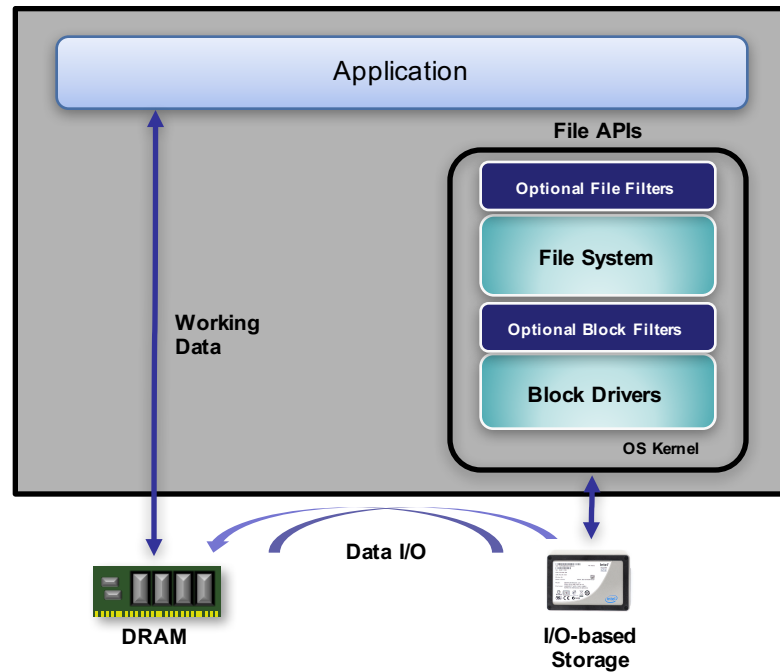 Application
File APIs
Optional File Filters
File System
Optional Block Filters
Block Drivers
OS Kernel
Working
Data
Data I/O
DRAM
I/O-based
Storage
intel